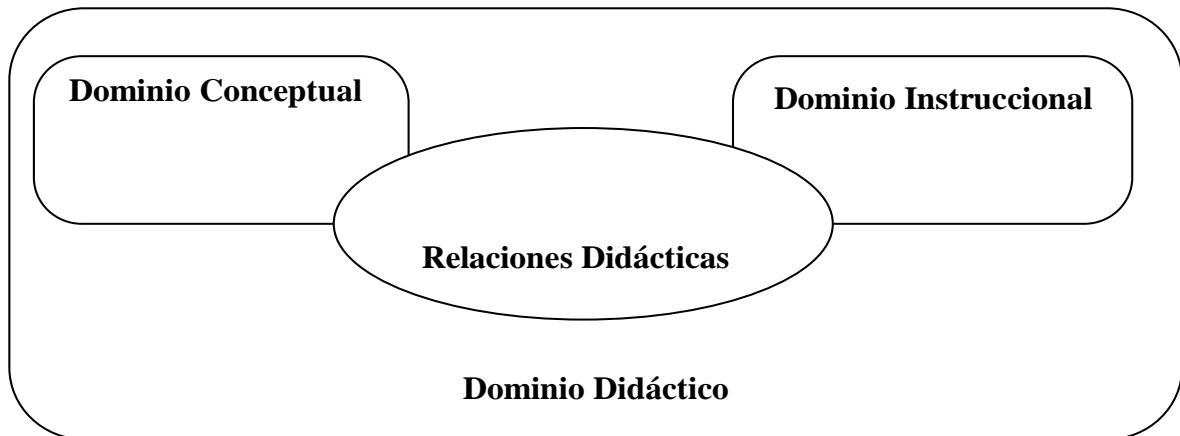 Dominio Conceptual
Dominio Instruccional
Relaciones Didácticas
Dominio Didáctico